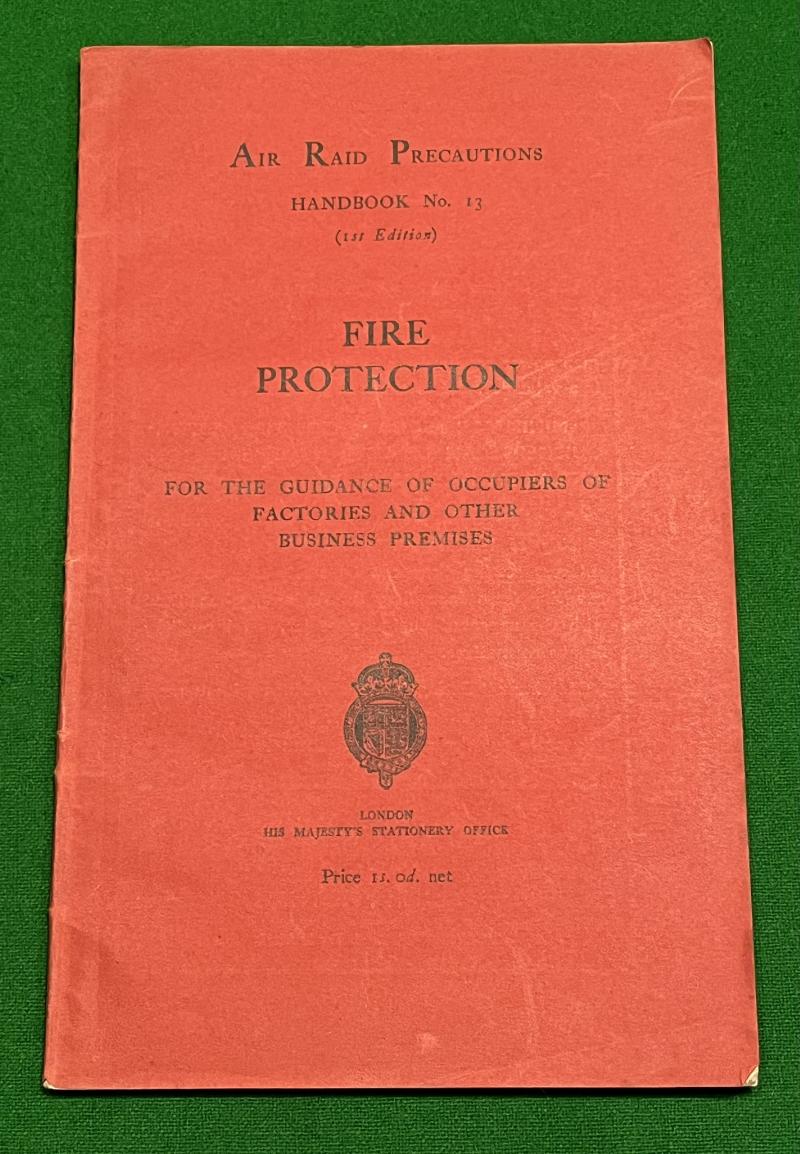 AIR RAID PRECAUTIONS
HANDBOOK No. 13
(1st Edition)
FIRE
PROTECTION
FOR THE GUIDANCE OF OCCUPIERS OF
FACTORIES AND OTHER
BUSINESS PREMISES
LONDON
HIS MAJESTY'S STATIONERY OFFICE
Price 1s. 0d. net